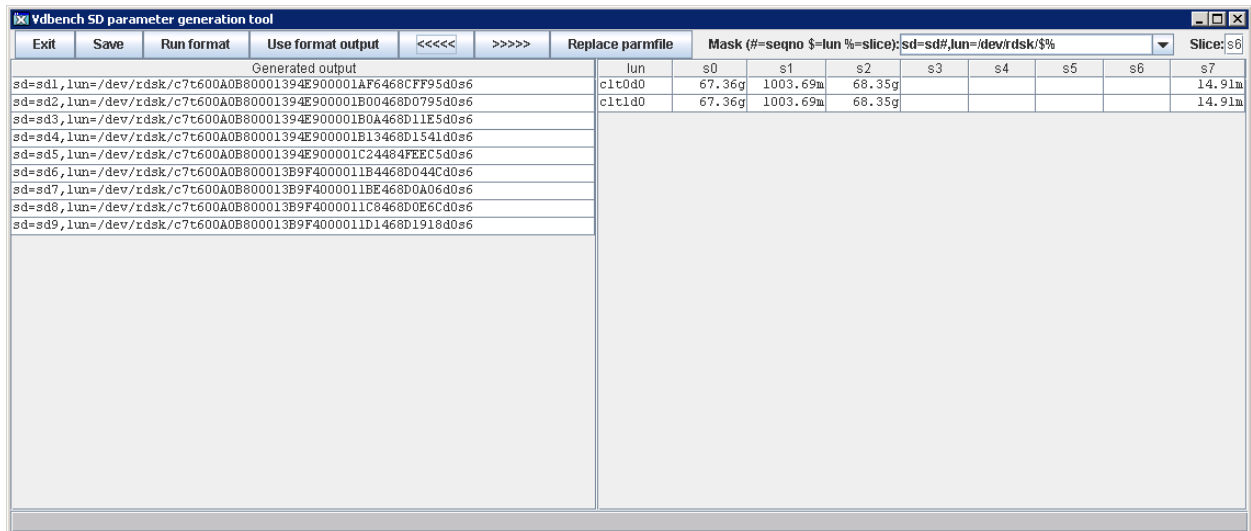 Vdbench SD parameter generation tool
Exit Save Run format Use format output <<<<< >>>>> Replace parmfile Mask (#=seqno $=lun %=slice): sd=sd#,lun=/dev/rdsk/$% Slice: s6
Generated output
sd=sd1,lun=/dev/rdsk/c7t600A0B80001394E900001AF6468CFF95d0s6
sd=sd2,lun=/dev/rdsk/c7t600A0B80001394E900001B00468D0795d0s6
sd=sd3,lun=/dev/rdsk/c7t600A0B80001394E900001B0A468D11E5d0s6
sd=sd4,lun=/dev/rdsk/c7t600A0B80001394E900001B13468D1541d0s6
sd=sd5,lun=/dev/rdsk/c7t600A0B80001394E900001C24484FEEC5d0s6
sd=sd6,lun=/dev/rdsk/c7t600A0B800013B9F4000011B4468D044Cd0s6
sd=sd7,lun=/dev/rdsk/c7t600A0B800013B9F4000011BE468D0A06d0s6
sd=sd8,lun=/dev/rdsk/c7t600A0B800013B9F4000011C8468D0E6Cd0s6
sd=sd9,lun=/dev/rdsk/c7t600A0B800013B9F4000011D1468D1918d0s6
lun s0 s1 s2 s3 s4 s5 s6 s7
c1t0d0 67.36g 1003.69m 68.35g 14.91m
c1t1d0 67.36g 1003.69m 68.35g 14.91m